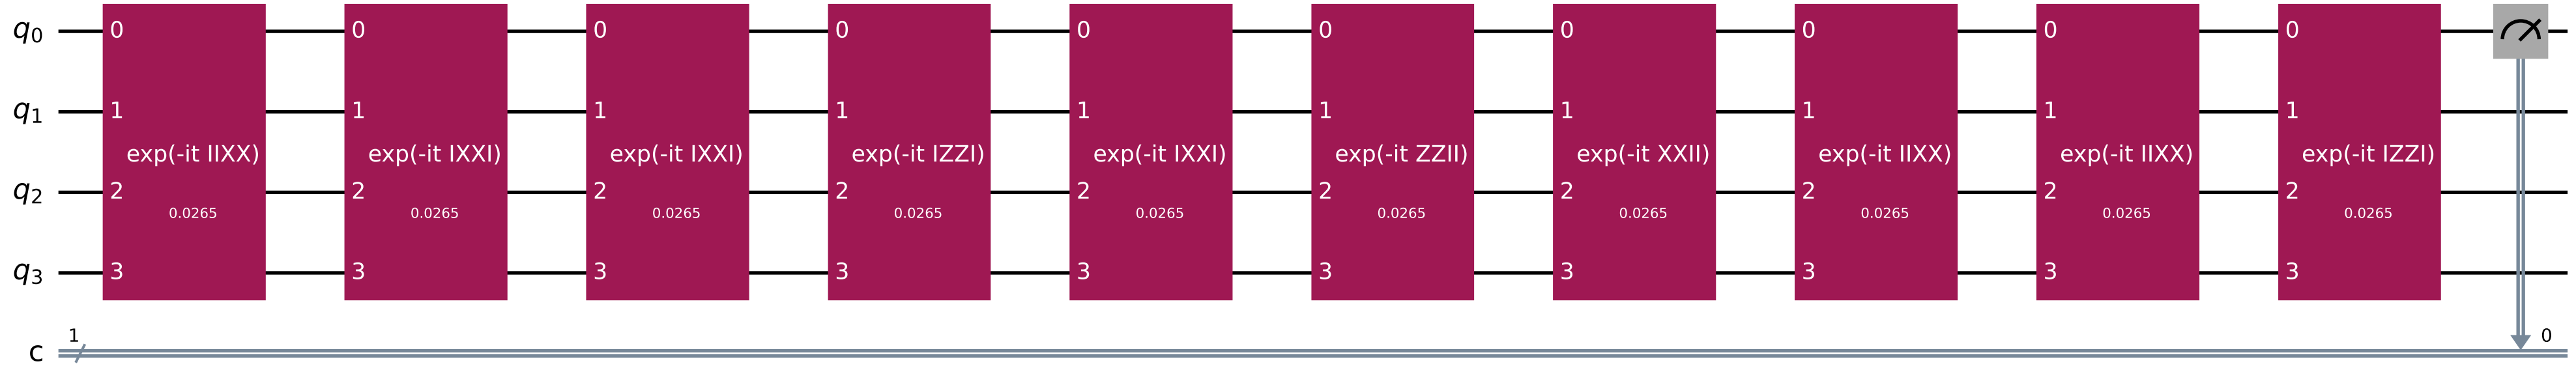 q0 0 0 0 0 0 0 0 0 0 0
q1 1 1 1 1 1 1 1 1 1 1
exp(-it IIXX) exp(-it IXXI) exp(-it IXXI) exp(-it IZZI) exp(-it IXXI) exp(-it ZZII) exp(-it XXII) exp(-it IIXX) exp(-it IIXX) exp(-it IZZI)
q2 2 2 2 2 2 2 2 2 2 2
0.0265 0.0265 0.0265 0.0265 0.0265 0.0265 0.0265 0.0265 0.0265 0.0265
q3 3 3 3 3 3 3 3 3 3 3
1 0
c